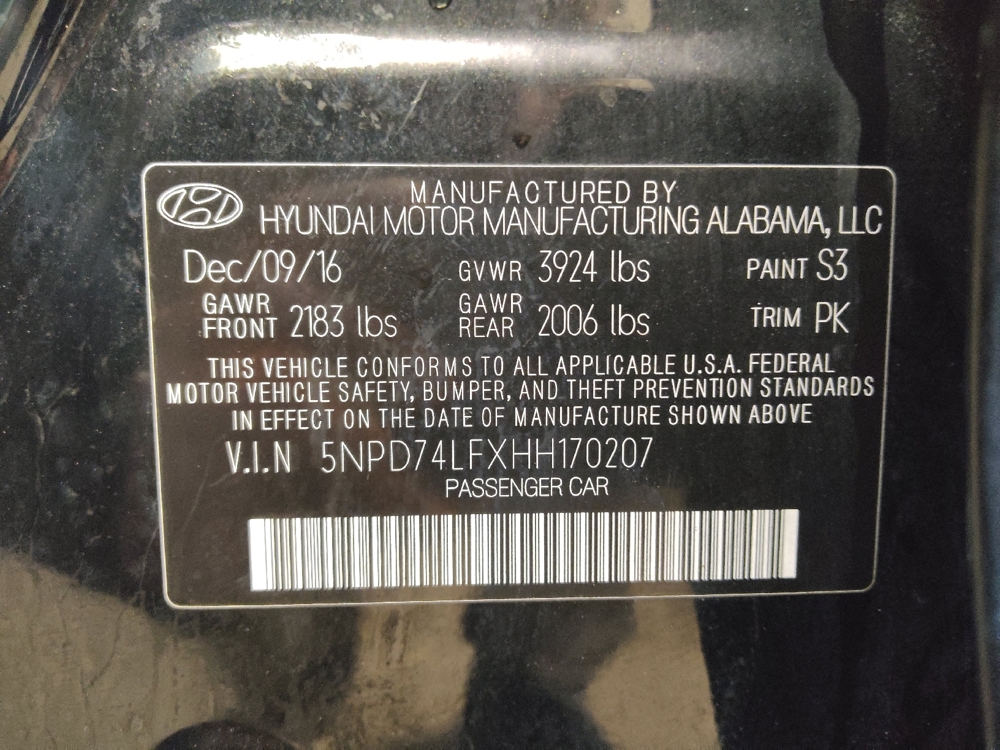 MANUFACTURED BY
HYUNDAI MOTOR MANUFACTURING ALABAMA, LLC
Dec/09/16 GVWR 3924 lbs PAINT S3
GAWR FRONT 2183 lbs GAWR REAR 2006 lbs TRIM PK
THIS VEHICLE CONFORMS TO ALL APPLICABLE U.S.A. FEDERAL
MOTOR VEHICLE SAFETY, BUMPER, AND THEFT PREVENTION STANDARDS
IN EFFECT ON THE DATE OF MANUFACTURE SHOWN ABOVE
V.I.N 5NPD74LFXHH170207
PASSENGER CAR